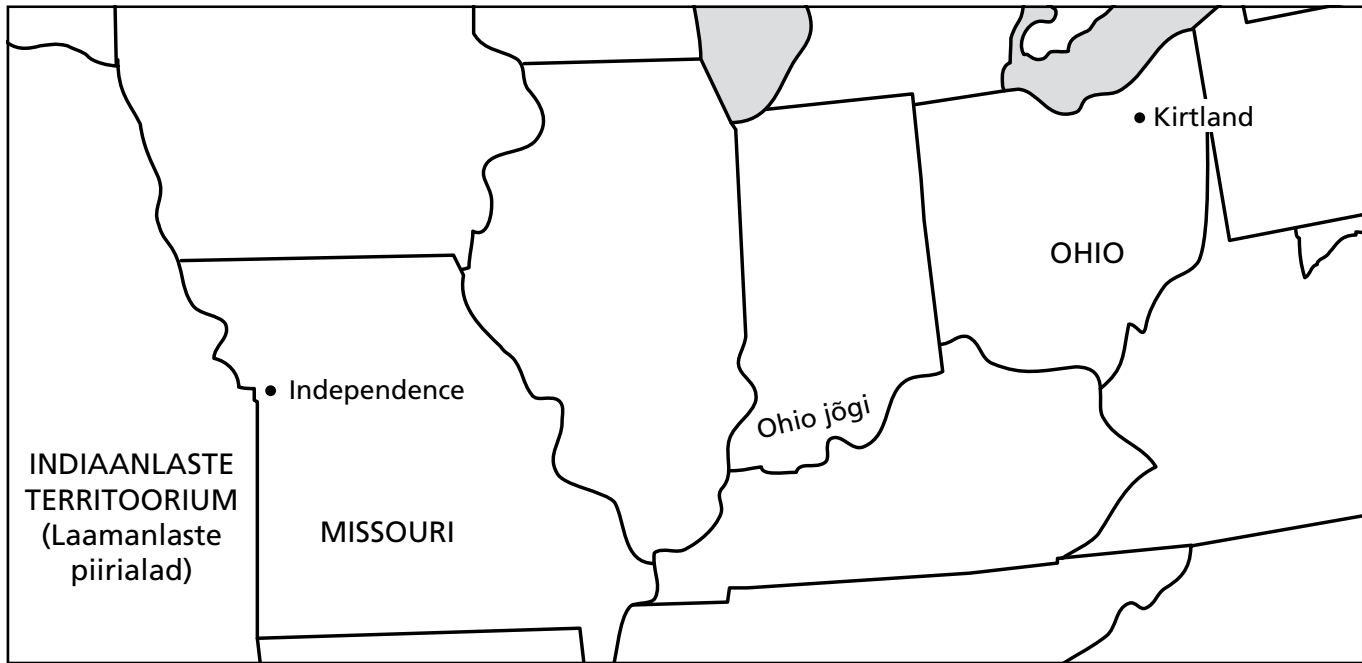 Kirtland
OHIO
Independence
Ohio jõgi
INDIAANLASTE
TERRITOORIUM
(Laamanlaste
piirialad)
MISSOURI